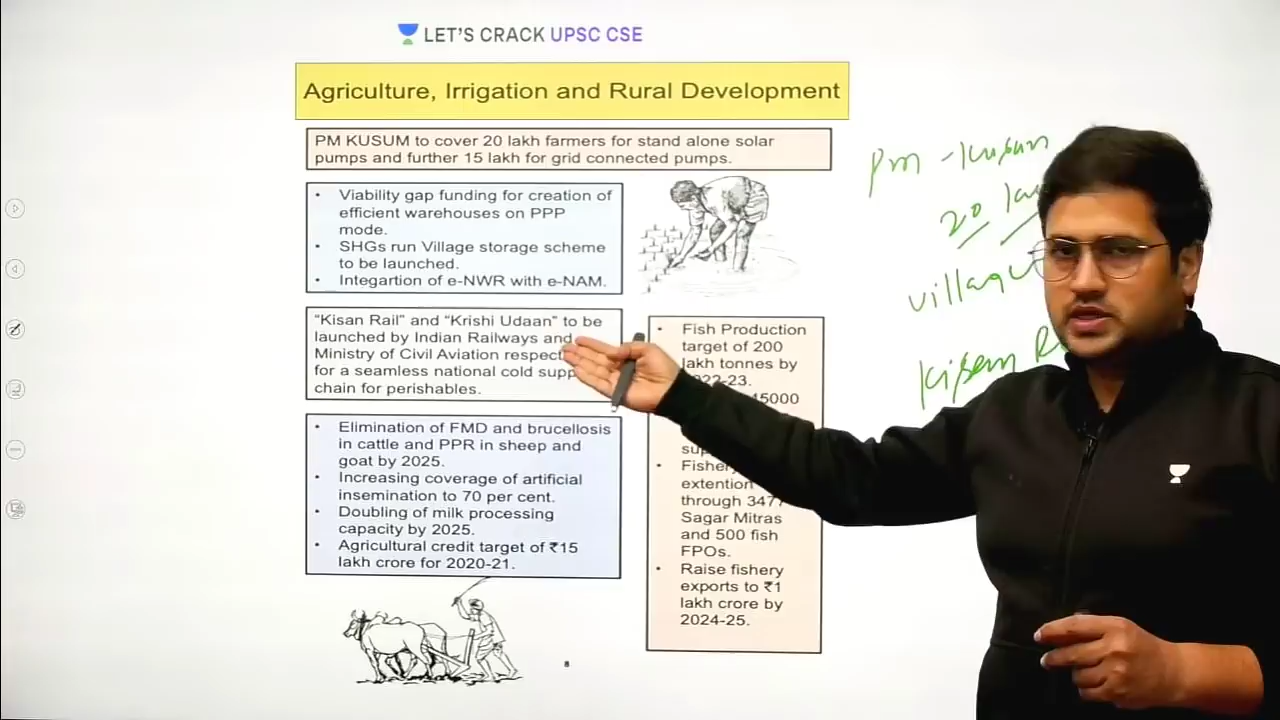 LET'S CRACK UPSC CSE
Agriculture, Irrigation and Rural Development
PM KUSUM to cover 20 lakh farmers for stand alone solar
pumps and further 15 lakh for grid connected pumps.
• Viability gap funding for creation of
efficient warehouses on PPP
mode.
• SHGs run Village storage scheme
to be launched.
• Integartion of e-NWR with e-NAM.
"Kisan Rail" and "Krishi Udaan" to be
launched by Indian Railways and
Ministry of Civil Aviation
for a seamless national cold
chain for perishables.
• Elimination of FMD and brucellosis
in cattle and PPR in sheep and
goat by 2025.
• Increasing coverage of artificial
insemination to 70 per cent.
• Doubling of milk processing
capacity by 2025.
• Agricultural credit target of ₹15
lakh crore for 2020-21.
• Fish Production
target of 200
lakh tonnes by
2022-23.
15000
• 
extention
through 3477
Sagar Mitras
and 500 fish
FPOs.
• Raise fishery
exports to ₹1
lakh crore by
2024-25.
8
PM - Kusum
20
village
Kisan